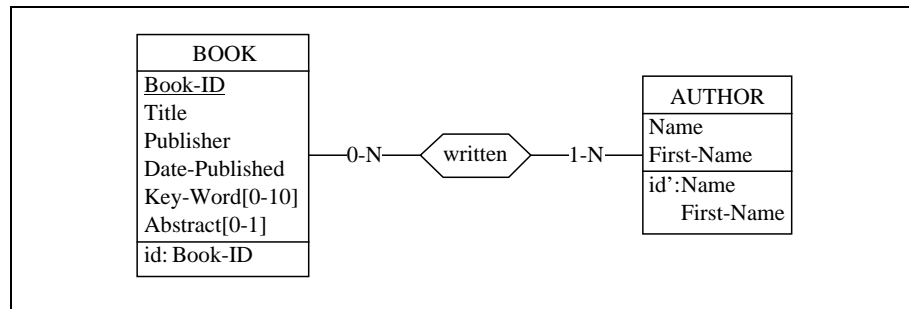 BOOK
Book-ID
Title
Publisher
Date-Published
Key-Word[0-10]
Abstract[0-1]
id: Book-ID
0-N
written
1-N
AUTHOR
Name
First-Name
id’:Name
First-Name